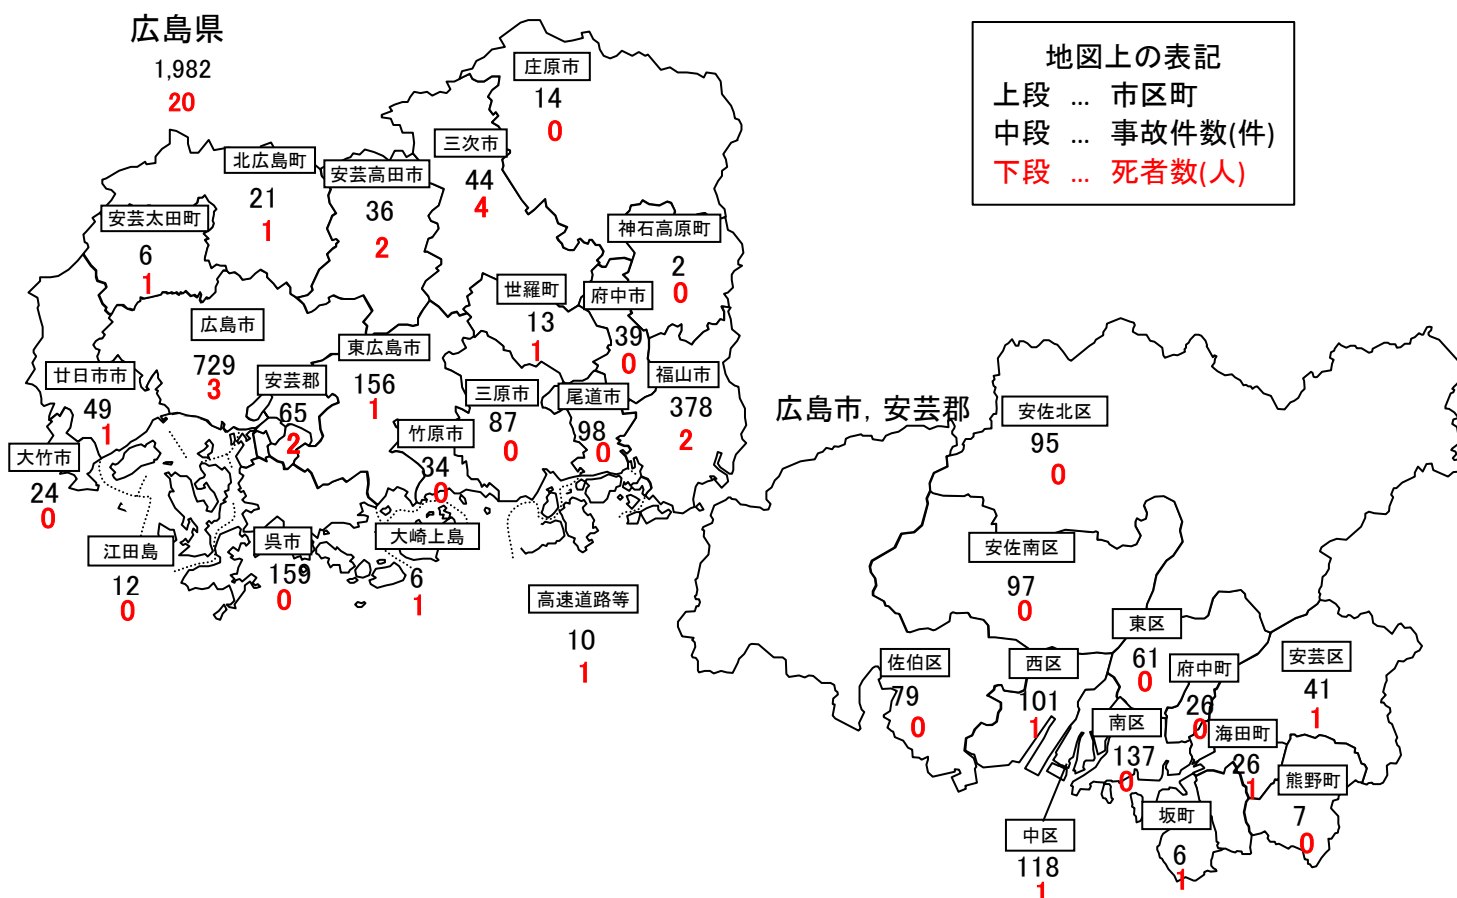 広島県
1,982
20
地図上の表記
上段 … 市区町
中段 … 事故件数(件)
下段 … 死者数(人)
庄原市
14
0
三次市
44
4
北広島町
21
1
安芸高田市
36
2
安芸太田町
6
1
神石高原町
2
0
世羅町
13
1
府中市
39
0
広島市
729
3
東広島市
156
1
廿日市市
49
1
安芸郡
65
2
三原市
87
0
尾道市
98
0
福山市
378
2
竹原市
34
0
大竹市
24
0
江田島
12
0
呉市
159
0
大崎上島
6
1
高速道路等
10
1
広島市, 安芸郡
安佐北区
95
0
安佐南区
97
0
東区
61
0
佐伯区
79
0
西区
101
1
府中町
26
0
安芸区
41
1
南区
137
0
海田町
26
1
熊野町
7
0
坂町
6
1
中区
118
1